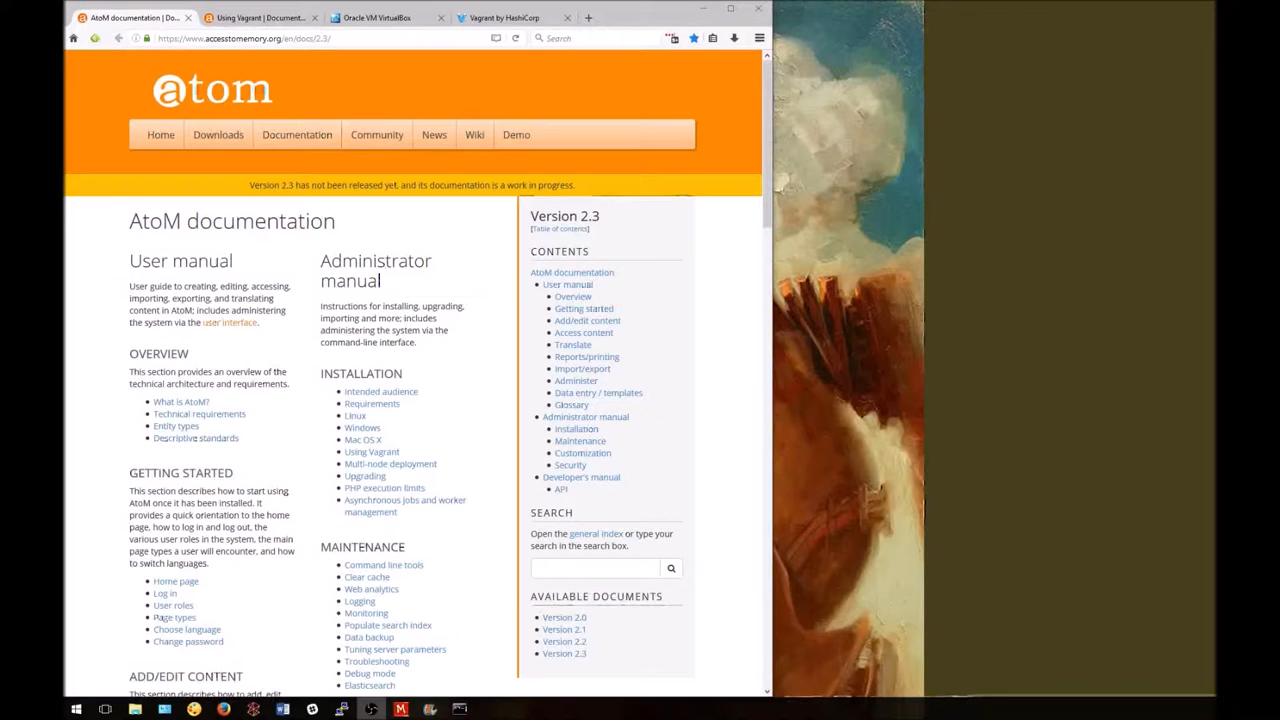 AtoM documentation | Do...
Using Vagrant | Document...
Oracle VM VirtualBox
Vagrant by HashiCorp
https://www.accesstomemory.org/en/docs/2.3/
Search
atom
Home
Downloads
Documentation
Community
News
Wiki
Demo
Version 2.3 has not been released yet, and its documentation is a work in progress.
AtoM documentation
User manual
User guide to creating, editing, accessing,
importing, exporting, and translating
content in AtoM; includes administering
the system via the user interface.
OVERVIEW
This section provides an overview of the
technical architecture and requirements.
What is AtoM?
Technical requirements
Entity types
Descriptive standards
GETTING STARTED
This section describes how to start using
AtoM once it has been installed. It
provides a quick orientation to the home
page, how to log in and log out, the
various user roles in the system, the main
page types a user will encounter, and how
to switch languages.
Home page
Log in
User roles
Page types
Choose language
Change password
ADD/EDIT CONTENT
This section describes how to add, edit
Administrator
manual
Instructions for installing, upgrading,
importing and more; includes
administering the system via the
command-line interface.
INSTALLATION
Intended audience
Requirements
Linux
Windows
Mac OS X
Using Vagrant
Multi-node deployment
Upgrading
PHP execution limits
Asynchronous jobs and worker
management
MAINTENANCE
Command line tools
Clear cache
Web analytics
Logging
Monitoring
Populate search index
Data backup
Tuning server parameters
Troubleshooting
Debug mode
Elasticsearch
Version 2.3
[Table of contents]
CONTENTS
AtoM documentation
User manual
Overview
Getting started
Add/edit content
Access content
Translate
Reports/printing
Import/export
Administer
Data entry / templates
Glossary
Administrator manual
Installation
Maintenance
Customization
Security
Developer's manual
API
SEARCH
Open the general index or type your
search in the search box.
AVAILABLE DOCUMENTS
Version 2.0
Version 2.1
Version 2.2
Version 2.3